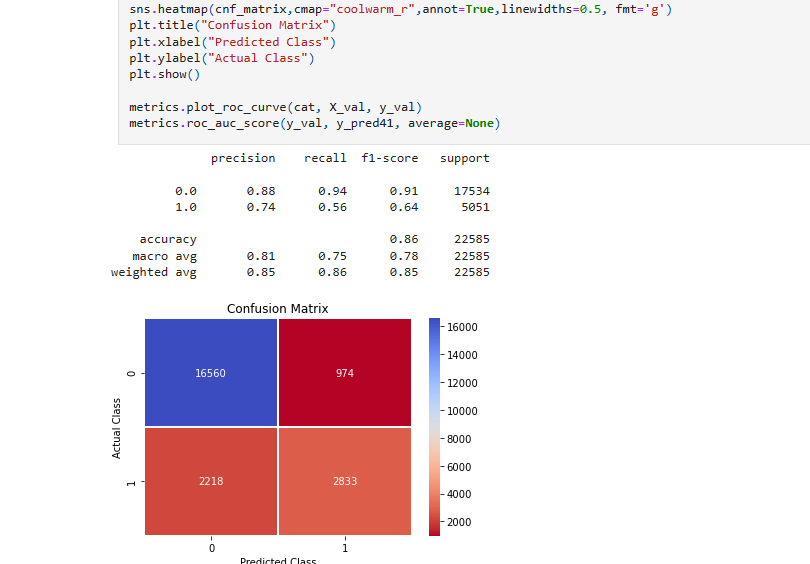 sns.heatmap(cnf_matrix,cmap="coolwarm_r",annot=True,linewidths=0.5, fmt='g')
plt.title("Confusion Matrix")
plt.xlabel("Predicted Class")
plt.ylabel("Actual Class")
plt.show()
metrics.plot_roc_curve(cat, X_val, y_val)
metrics.roc_auc_score(y_val, y_pred41, average=None)
precision recall f1-score support
0.0 0.88 0.94 0.91 17534
1.0 0.74 0.56 0.64 5051
accuracy 0.86 22585
macro avg 0.81 0.75 0.78 22585
weighted avg 0.85 0.86 0.85 22585
Confusion Matrix
16000
14000
12000
10000
8000
6000
4000
2000
0 16560 974
Actual Class
1 2218 2833
0 1
Predicted Class